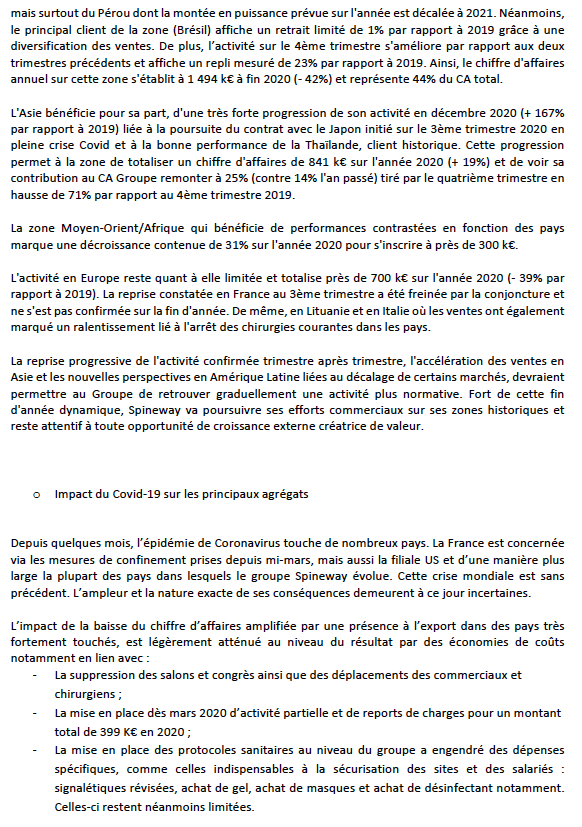 mais surtout du Pérou dont la montée en puissance prévue sur l'année est décalée à 2021. Néanmoins,
le principal client de la zone (Brésil) affiche un retrait limité de 1% par rapport à 2019 grâce à une
diversification des ventes. De plus, l'activité sur le 4ème trimestre s'améliore par rapport aux deux
trimestres précédents et affiche un repli mesuré de 23% par rapport à 2019. Ainsi, le chiffre d'affaires
annuel sur cette zone s'établit à 1 494 k€ à fin 2020 (- 42%) et représente 44% du CA total.
L'Asie bénéficie pour sa part, d'une très forte progression de son activité en décembre 2020 (+ 167%
par rapport à 2019) liée à la poursuite du contrat avec le Japon initié sur le 3ème trimestre 2020 en
pleine crise Covid et à la bonne performance de la Thaïlande, client historique. Cette progression
permet à la zone de totaliser un chiffre d'affaires de 841 k€ sur l'année 2020 (+ 19%) et de voir sa
contribution au CA Groupe remonter à 25% (contre 14% l'an passé) tiré par le quatrième trimestre en
hausse de 71% par rapport au 4ème trimestre 2019.
La zone Moyen-Orient/Afrique qui bénéficie de performances contrastées en fonction des pays
marque une décroissance contenue de 31% sur l'année 2020 pour s'inscrire à près de 300 k€.
L'activité en Europe reste quant à elle limitée et totalise près de 700 k€ sur l'année 2020 (- 39% par
rapport à 2019). La reprise constatée en France au 3ème trimestre a été freinée par la conjoncture et
ne s'est pas confirmée sur la fin d'année. De même, en Lituanie et en Italie où les ventes ont également
marqué un ralentissement lié à l'arrêt des chirurgies courantes dans les pays.
La reprise progressive de l'activité confirmée trimestre après trimestre, l'accélération des ventes en
Asie et les nouvelles perspectives en Amérique Latine liées au décalage de certains marchés, devraient
permettre au Groupe de retrouver graduellement une activité plus normative. Fort de cette fin
d'année dynamique, Spineway va poursuivre ses efforts commerciaux sur ses zones historiques et
reste attentif à toute opportunité de croissance externe créatrice de valeur.
o Impact du Covid-19 sur les principaux agrégats
Depuis quelques mois, l'épidémie de Coronavirus touche de nombreux pays. La France est concernée
via les mesures de confinement prises depuis mi-mars, mais aussi la filiale US et d'une manière plus
large la plupart des pays dans lesquels le groupe Spineway évolue. Cette crise mondiale est sans
précédent. L'ampleur et la nature exacte de ses conséquences demeurent à ce jour incertaines.
L'impact de la baisse du chiffre d'affaires amplifiée par une présence à l'export dans des pays très
fortement touchés, est légèrement atténué au niveau du résultat par des économies de coûts
notamment en lien avec :
- La suppression des salons et congrès ainsi que des déplacements des commerciaux et
chirurgiens ;
- La mise en place dès mars 2020 d'activité partielle et de reports de charges pour un montant
total de 399 K€ en 2020 ;
- La mise en place des protocoles sanitaires au niveau du groupe a engendré des dépenses
spécifiques, comme celles indispensables à la sécurisation des sites et des salariés :
signalétiques révisées, achat de gel, achat de masques et achat de désinfectant notamment.
Celles-ci restent néanmoins limitées.